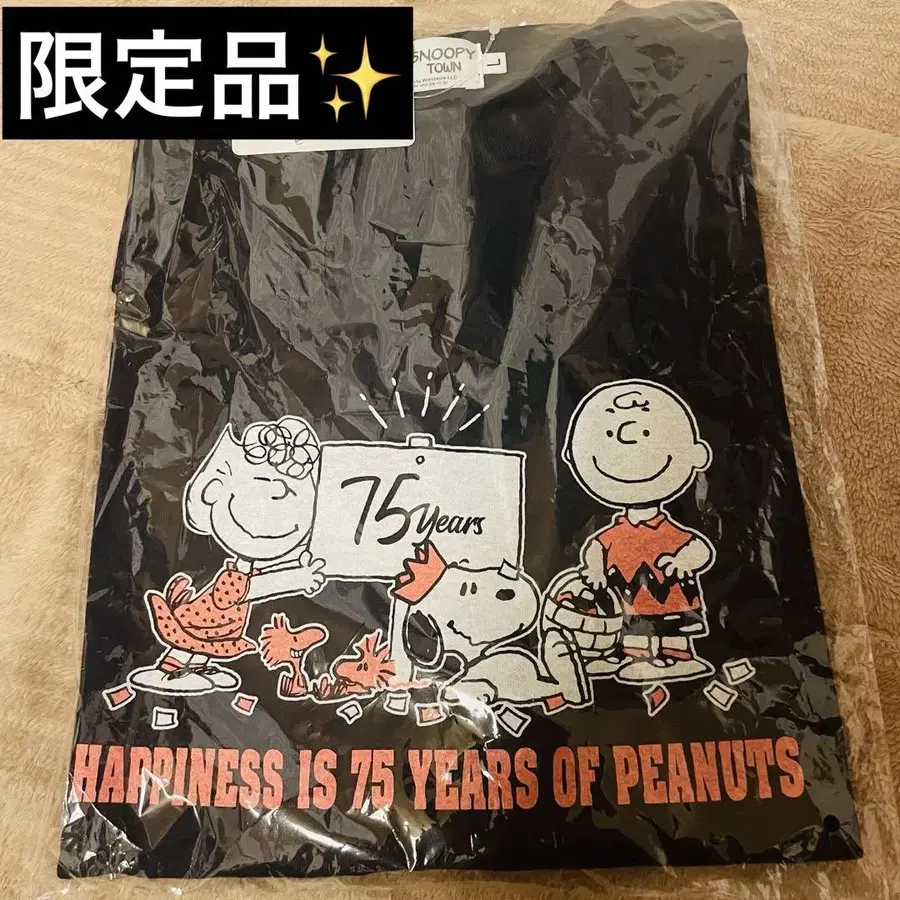 限定品✨
SNOOPY
TOWN
L
75 Years
HAPPINESS IS 75 YEARS OF PEANUTS